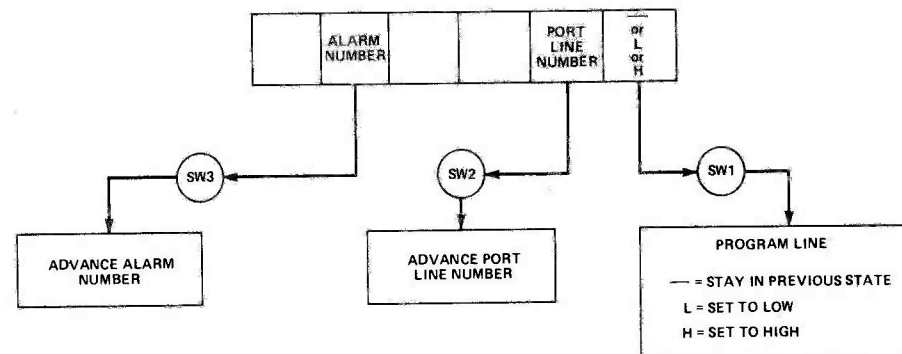 ALARM
NUMBER
PORT
LINE
NUMBER
—
or
L
or
H
SW3
SW2
SW1
ADVANCE ALARM
NUMBER
ADVANCE PORT
LINE NUMBER
PROGRAM LINE
— = STAY IN PREVIOUS STATE
L = SET TO LOW
H = SET TO HIGH